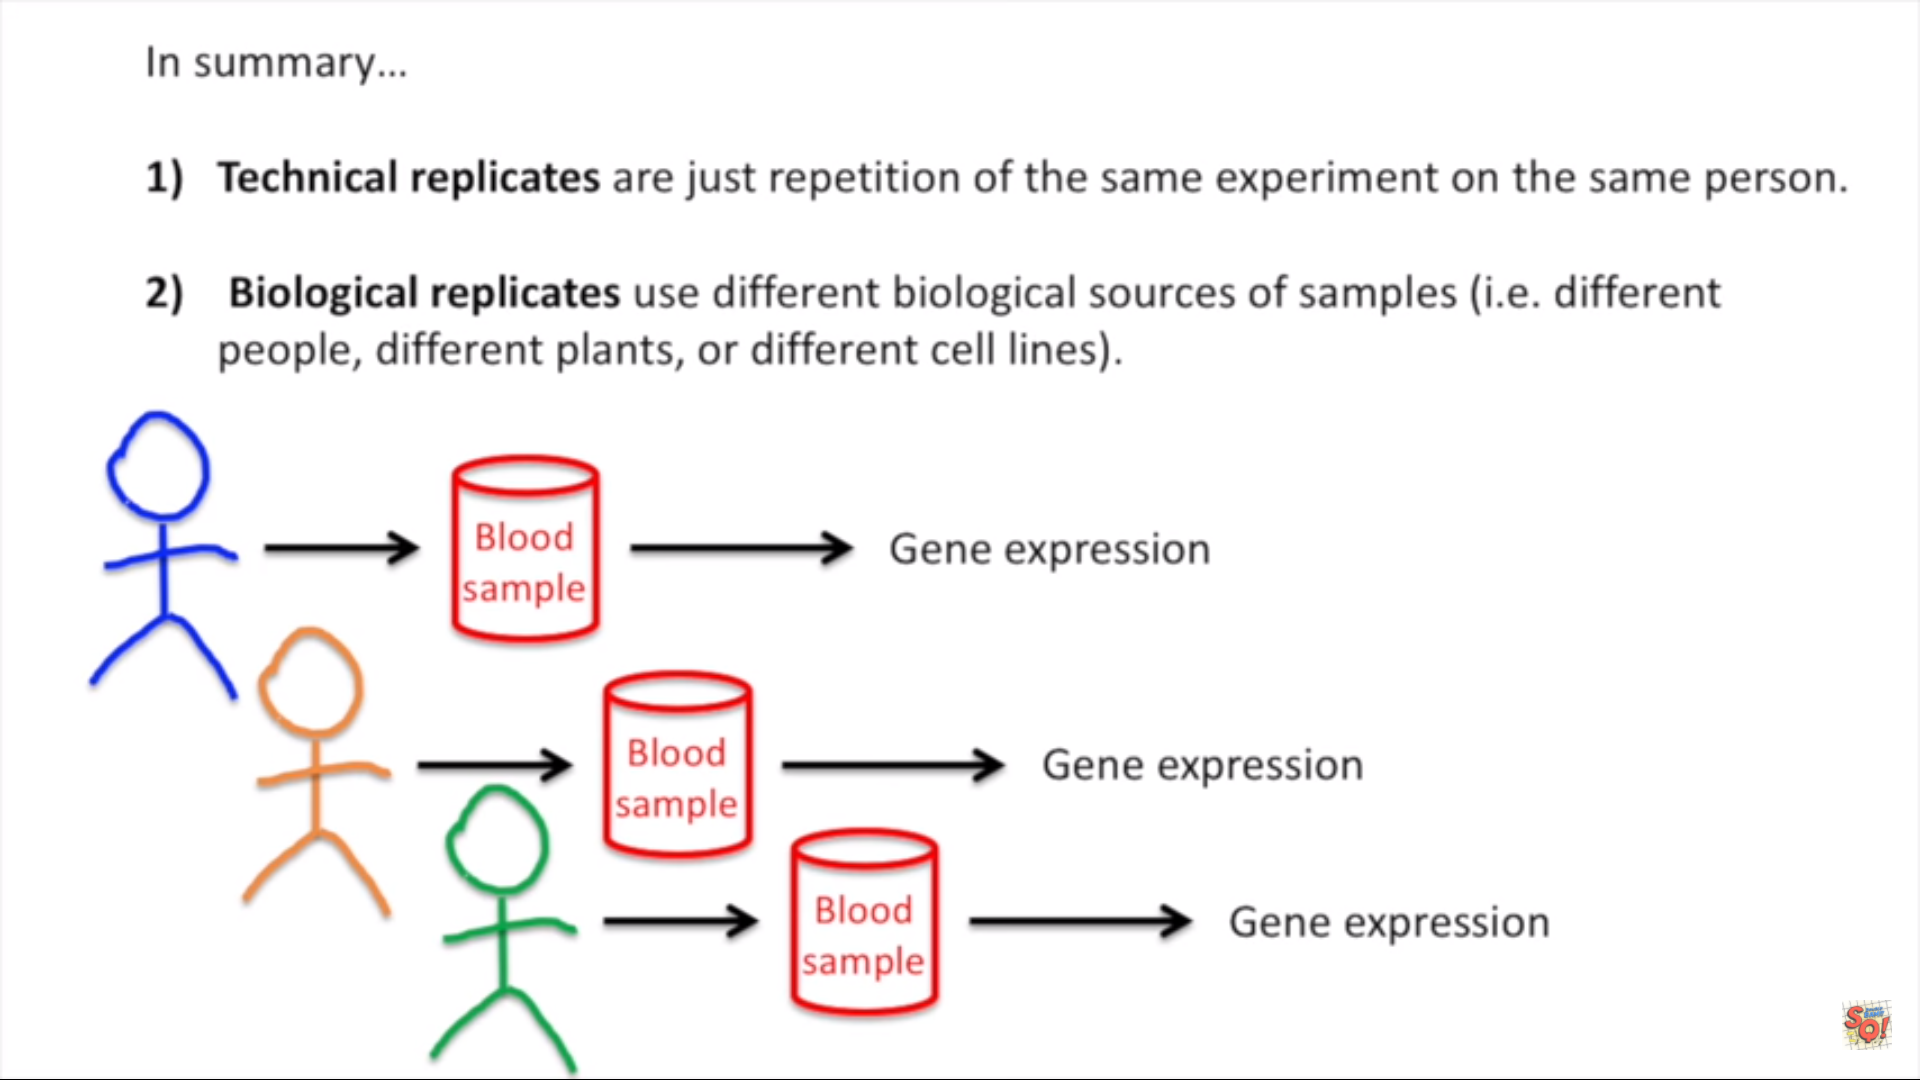 In summary...
1) Technical replicates are just repetition of the same experiment on the same person.
2) Biological replicates use different biological sources of samples (i.e. different
people, different plants, or different cell lines).
Blood
sample
Gene expression
Blood
sample
Gene expression
Blood
sample
Gene expression
SQ!